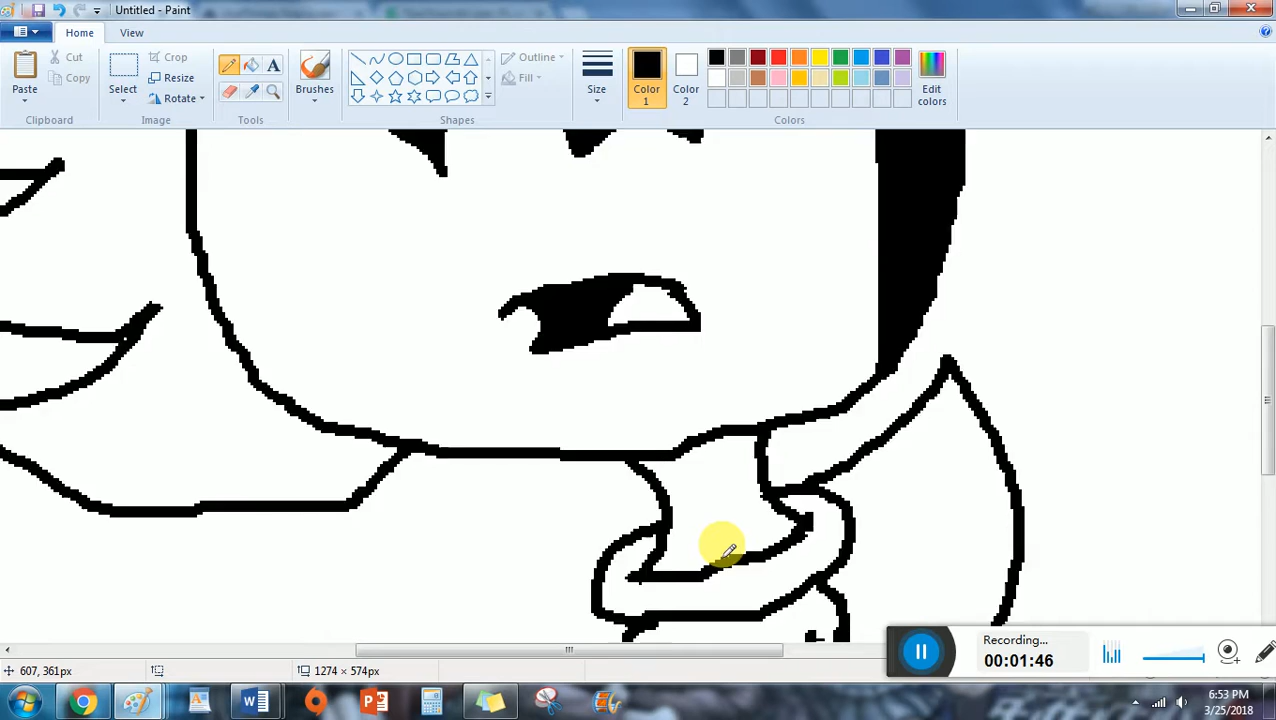 Untitled - Paint
Home
View
Paste
Cut
Copy
Clipboard
Select
Crop
Resize
Rotate
Image
A
Tools
Brushes
Outline
Fill
Shapes
Size
Color
1
Color
2
Edit
colors
Colors
Recording...
00:01:46
607, 361px
1274 × 574px
6:53 PM
3/25/2018